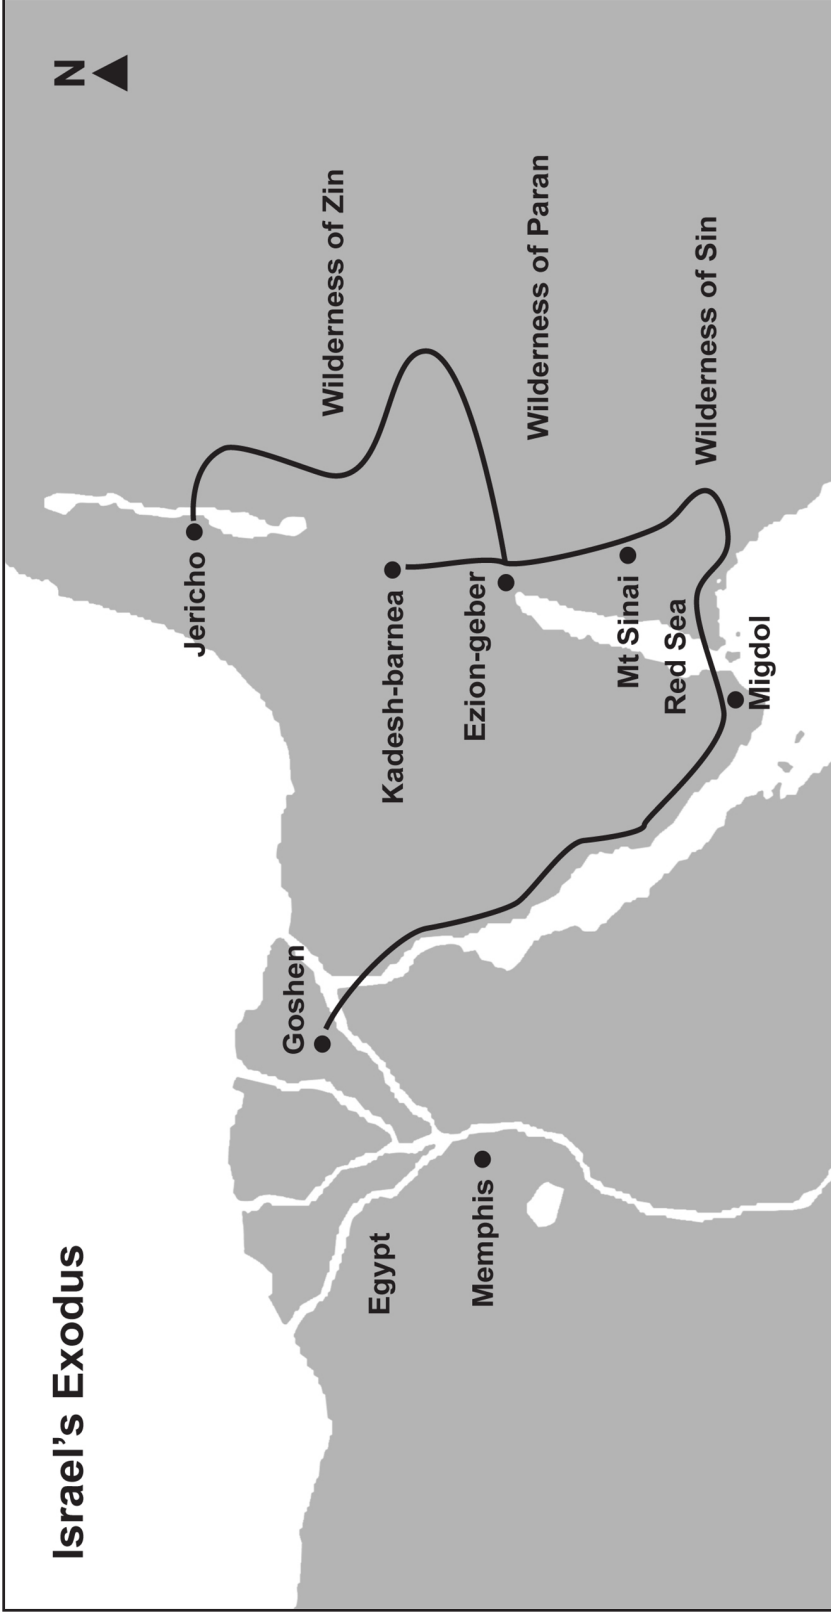 Israel’s Exodus
N
Jericho
Goshen
Wilderness of Zin
Egypt
Kadesh-barnea
Memphis
Ezion-geber
Wilderness of Paran
Mt Sinai
Red Sea
Wilderness of Sin
Migdol